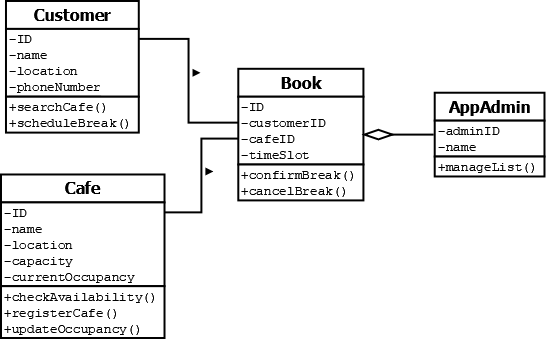 Customer
-ID
-name
-location
-phoneNumber
+searchCafe()
+scheduleBreak()
Book
-ID
-customerID
-cafeID
-timeSlot
+confirmBreak()
+cancelBreak()
AppAdmin
-adminID
-name
+manageList()
Cafe
-ID
-name
-location
-capacity
-currentOccupancy
+checkAvailability()
+registerCafe()
+updateOccupancy()